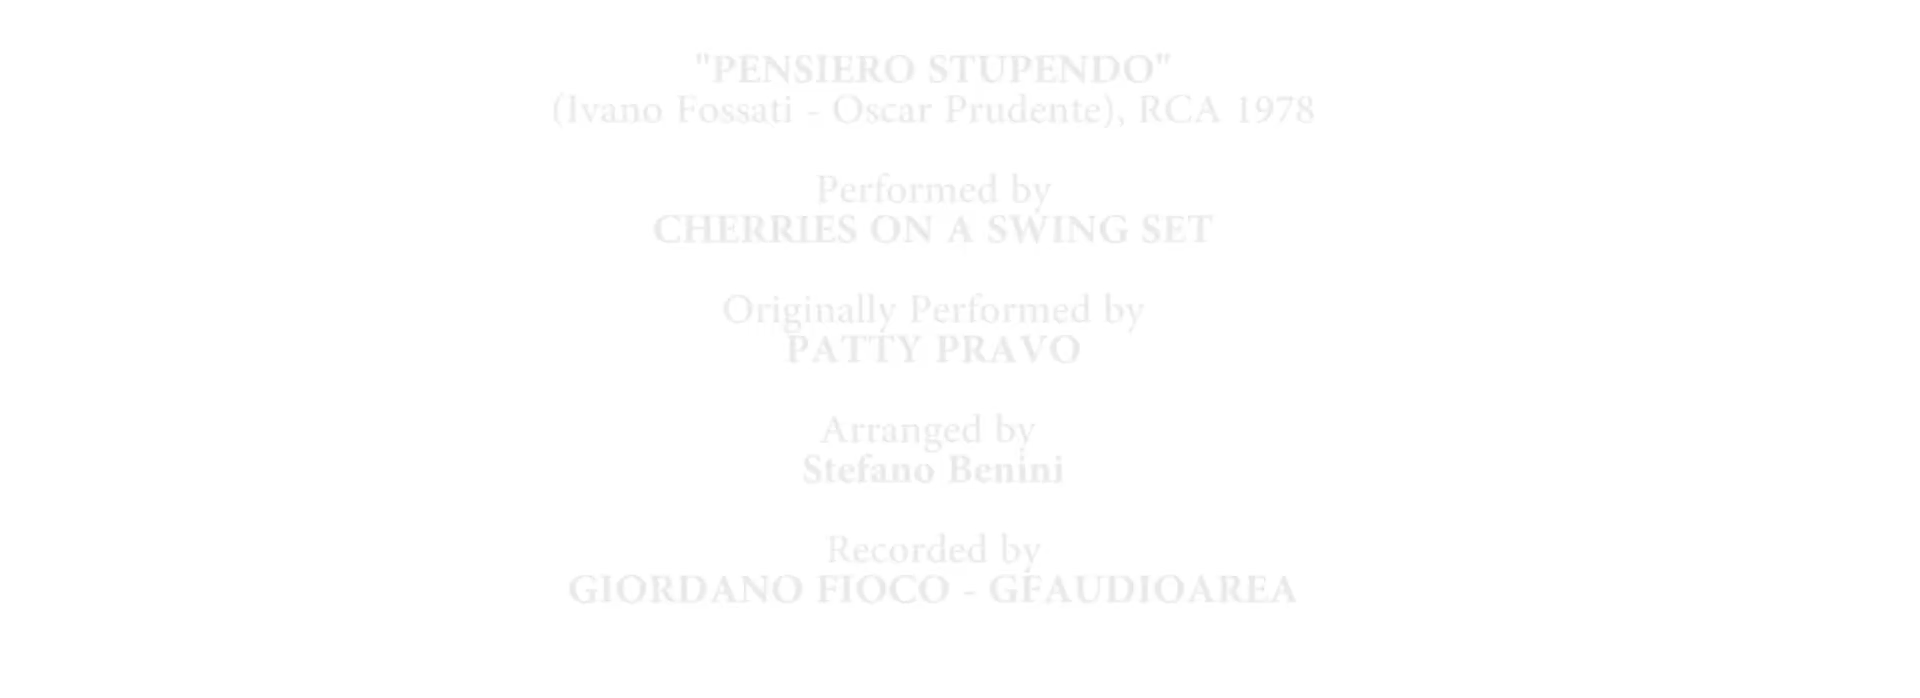 "PENSIERO STUPENDO"
(Ivano Fossati - Oscar Prudente), RCA 1978
Performed by
CHERRIES ON A SWING SET
Originally Performed by
PATTY PRAVO
Arranged by
Stefano Benini
Recorded by
GIORDANO FIOCO - GFAUDIOAREA